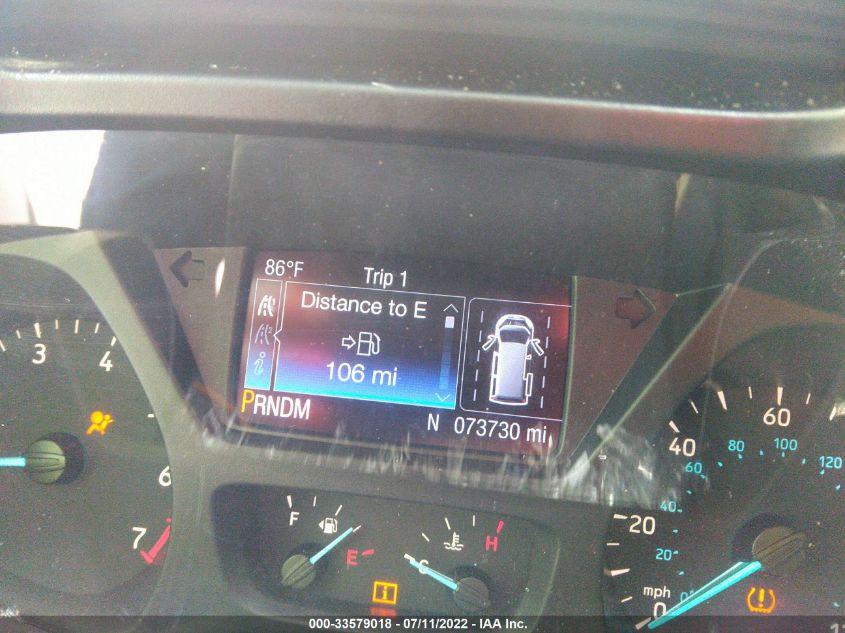 86°F Trip 1
Distance to E
106 mi
PRNDM
N 073730 mi
3 4
6
7
F
E
C
H
i
60
40
20
0
mph
120
100
80
60
40
20
000-33579018 - 07/11/2022 - IAA Inc.